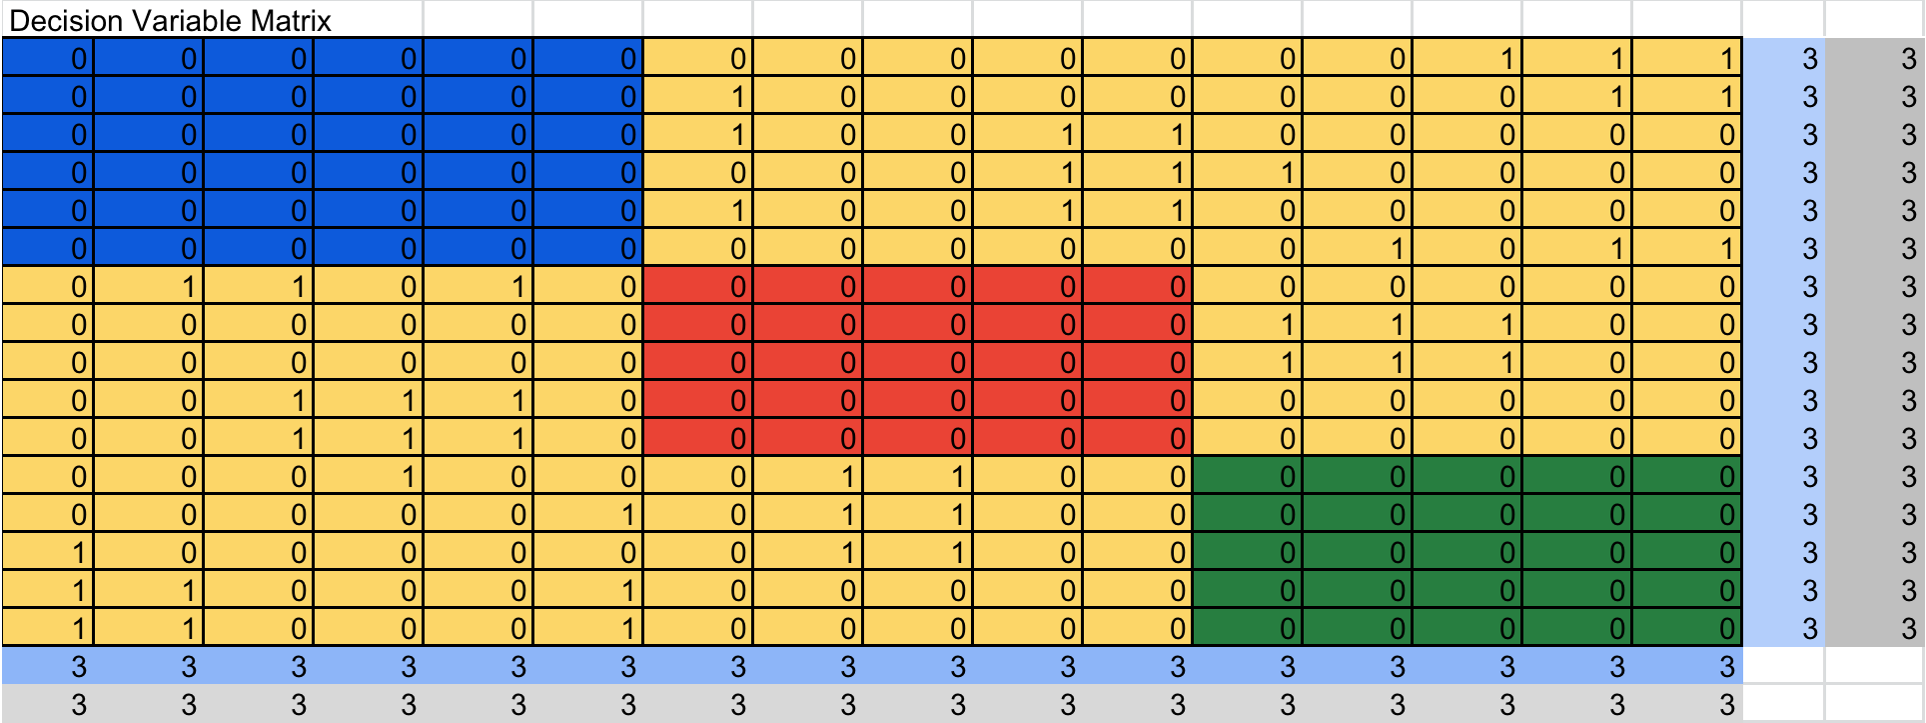 Decision Variable Matrix
0 0 0 0 0 0 0 0 0 0 0 0 0 1 1 1 3 3
0 0 0 0 0 0 1 0 0 0 0 0 0 0 1 1 3 3
0 0 0 0 0 0 1 0 0 1 1 0 0 0 0 0 3 3
0 0 0 0 0 0 0 0 0 1 1 1 0 0 0 0 3 3
0 0 0 0 0 0 1 0 0 1 1 0 0 0 0 0 3 3
0 0 0 0 0 0 0 0 0 0 0 0 1 0 1 1 3 3
0 1 1 0 1 0 0 0 0 0 0 0 0 0 0 0 3 3
0 0 0 0 0 0 0 0 0 0 0 1 1 1 0 0 3 3
0 0 0 0 0 0 0 0 0 0 0 1 1 1 0 0 3 3
0 0 1 1 1 0 0 0 0 0 0 0 0 0 0 0 3 3
0 0 1 1 1 0 0 0 0 0 0 0 0 0 0 0 3 3
0 0 0 1 0 0 0 1 1 0 0 0 0 0 0 0 3 3
0 0 0 0 0 1 0 1 1 0 0 0 0 0 0 0 3 3
1 0 0 0 0 0 0 1 1 0 0 0 0 0 0 0 3 3
1 1 0 0 0 1 0 0 0 0 0 0 0 0 0 0 3 3
1 1 0 0 0 1 0 0 0 0 0 0 0 0 0 0 3 3
3 3 3 3 3 3 3 3 3 3 3 3 3 3 3 3
3 3 3 3 3 3 3 3 3 3 3 3 3 3 3 3